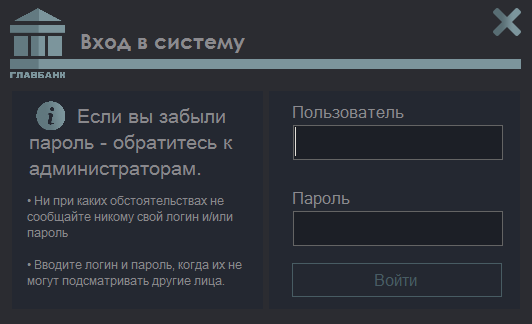 ГЛАВБАНК
Вход в систему
Если вы забыли
пароль - обратитесь к
администраторам.
• Ни при каких обстоятельствах не
сообщайте никому свой логин и/или
пароль
• Вводите логин и пароль, когда их не
могут подсматривать другие лица.
Пользователь
Пароль
Войти